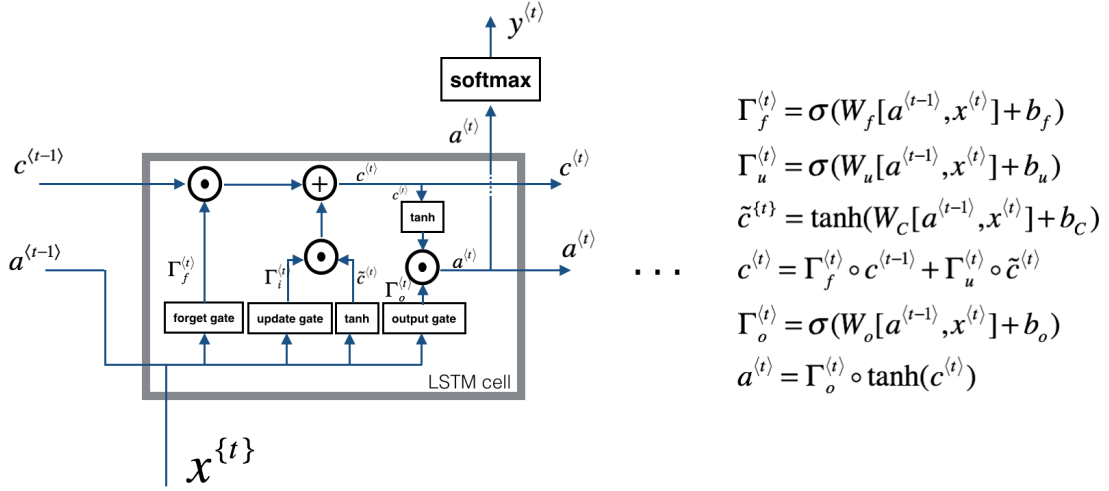 y⟨t⟩
softmax
a⟨t⟩
c⟨t−1⟩ c⟨t⟩ c⟨t⟩
c⟨t⟩
tanh
a⟨t−1⟩ Γf⟨t⟩ Γi⟨t⟩ c̃⟨t⟩ Γo⟨t⟩ a⟨t⟩ a⟨t⟩
forget gate update gate tanh output gate
LSTM cell
x{t}
...
Γf⟨t⟩ = σ(Wf[a⟨t−1⟩, x⟨t⟩] + bf)
Γu⟨t⟩ = σ(Wu[a⟨t−1⟩, x⟨t⟩] + bu)
c̃{t} = tanh(WC[a⟨t−1⟩, x⟨t⟩] + bC)
c⟨t⟩ = Γf⟨t⟩ ∘ c⟨t−1⟩ + Γu⟨t⟩ ∘ c̃⟨t⟩
Γo⟨t⟩ = σ(Wo[a⟨t−1⟩, x⟨t⟩] + bo)
a⟨t⟩ = Γo⟨t⟩ ∘ tanh(c⟨t⟩)